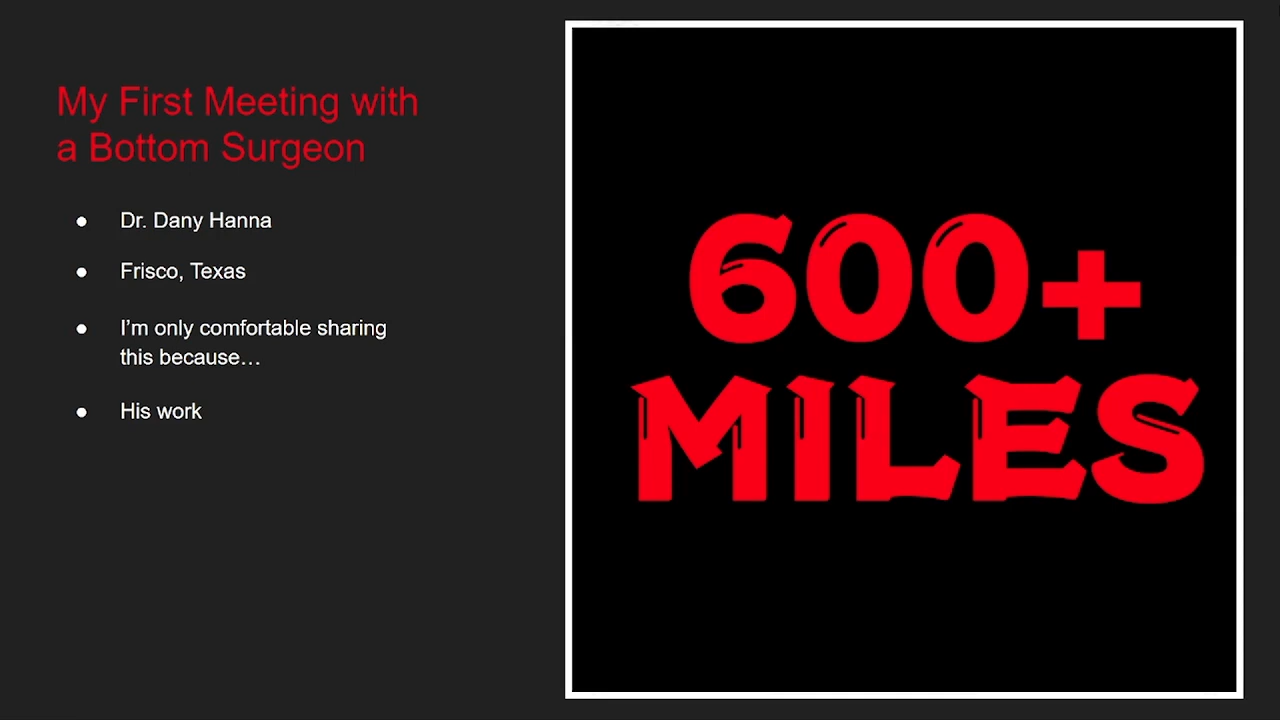 My First Meeting with
a Bottom Surgeon
● Dr. Dany Hanna
● Frisco, Texas
● I’m only comfortable sharing
this because…
● His work
600+
MILES